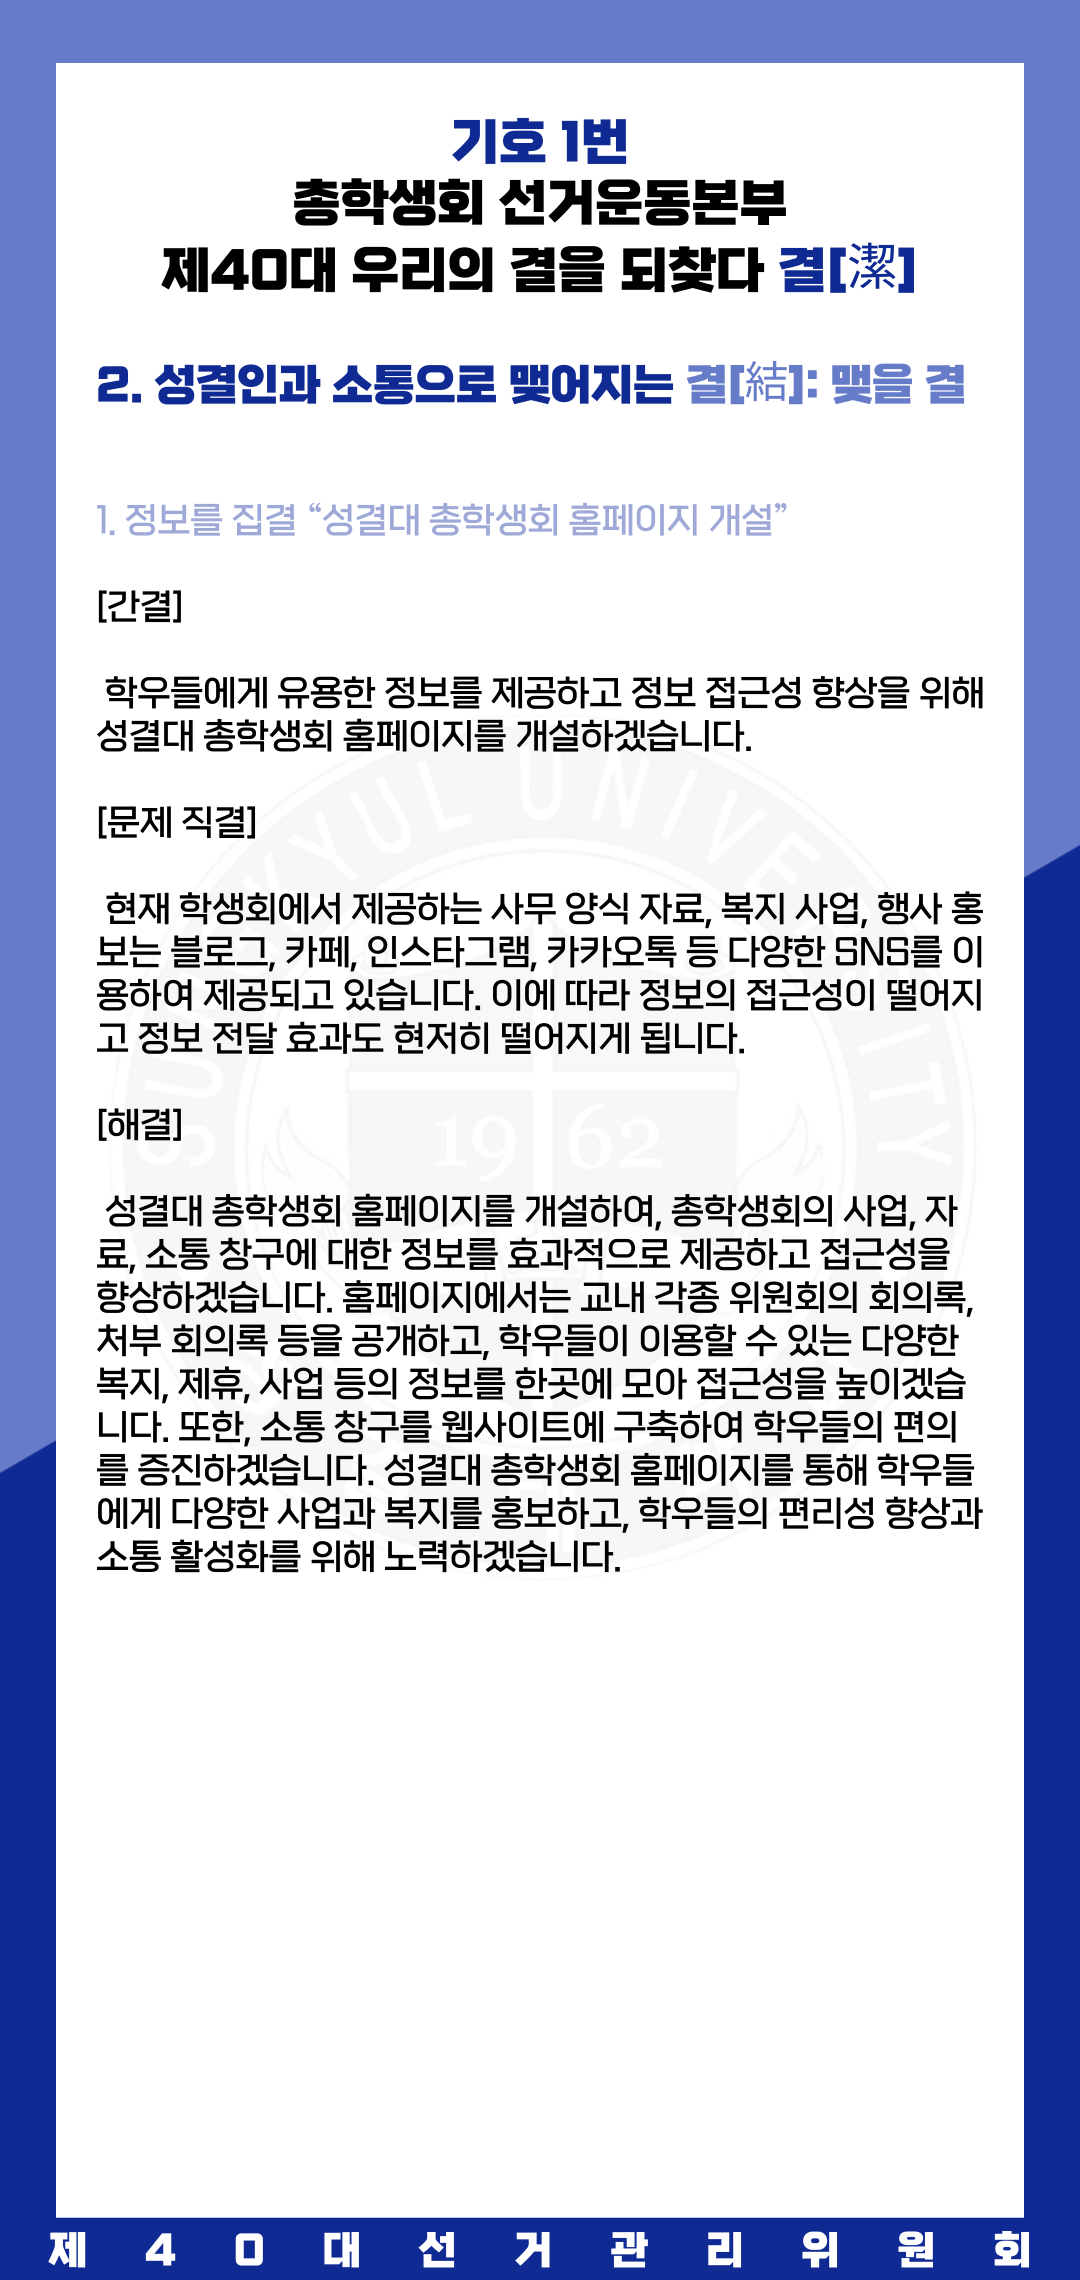 기호 1번
총학생회 선거운동본부
제40대 우리의 결을 되찾다 결[潔]
2. 성결인과 소통으로 맺어지는 결[結]: 맺을 결
1. 정보를 집결 “성결대 총학생회 홈페이지 개설”
[간결]
학우들에게 유용한 정보를 제공하고 정보 접근성 향상을 위해
성결대 총학생회 홈페이지를 개설하겠습니다.
[문제 직결]
현재 학생회에서 제공하는 사무 양식 자료, 복지 사업, 행사 홍
보는 블로그, 카페, 인스타그램, 카카오톡 등 다양한 SNS를 이
용하여 제공되고 있습니다. 이에 따라 정보의 접근성이 떨어지
고 정보 전달 효과도 현저히 떨어지게 됩니다.
[해결]
성결대 총학생회 홈페이지를 개설하여, 총학생회의 사업, 자
료, 소통 창구에 대한 정보를 효과적으로 제공하고 접근성을
향상하겠습니다. 홈페이지에서는 교내 각종 위원회의 회의록,
처부 회의록 등을 공개하고, 학우들이 이용할 수 있는 다양한
복지, 제휴, 사업 등의 정보를 한곳에 모아 접근성을 높이겠습
니다. 또한, 소통 창구를 웹사이트에 구축하여 학우들의 편의
를 증진하겠습니다. 성결대 총학생회 홈페이지를 통해 학우들
에게 다양한 사업과 복지를 홍보하고, 학우들의 편리성 향상과
소통 활성화를 위해 노력하겠습니다.
SUNGKYUL UNIVERSITY
1962
제40대선거관리위원회